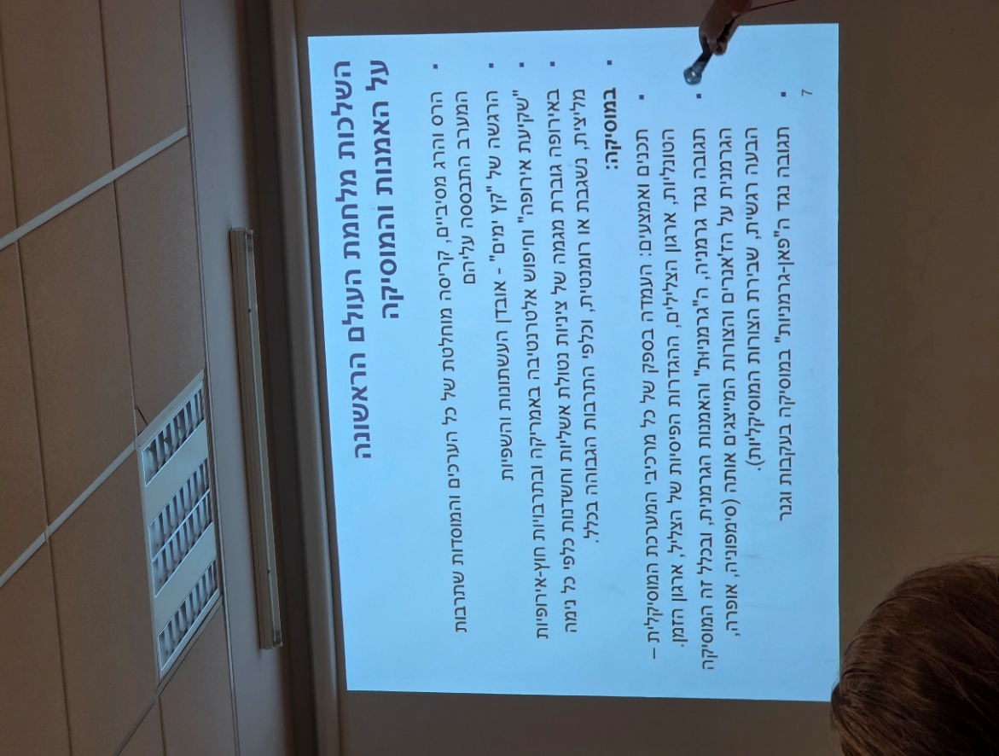 השלכות מלחמת העולם הראשונה
על האמנות והמוסיקה
▪ הרס והרג מסיביים, קריסה מוחלטת של כל הערכים והמוסדות שתרבות
המערב התבססה עליהם
▪ הרגשה של "קץ ימים" - אובדן העשתונות והשפיות
▪ "שקיעת אירופה" וחיפוש אלטרנטיבה באמריקה ובתרבויות חוץ-אירופיות
▪ באירופה גוברת מגמה של ציניות נטולת אשליות וחשדנות כלפי כל נימה
מליצית, נשגבת או רומנטית, וכלפי התרבות הגבוהה בכלל.
▪ במוסיקה:
▪ תכנים ואמצעים: העמדה בספק של כל מרכיבי המערכת המוסיקלית –
הטונליות, ארגון הצלילים, ההגדרות הפיסיות של הצליל, ארגון הזמן.
▪ תגובה נגד גרמניה, ה"גרמניות" והאמנות הגרמנית, ובכלל זה המוסיקה
הגרמנית על הז'אנרים והצורות המייצגים אותה (סימפוניה, אופרה,
הבעה רגשית, שבירת הצורות המוסיקליות).
▪ תגובה נגד ה"פאן-גרמניות" במוסיקה בעקבות וגנר
7